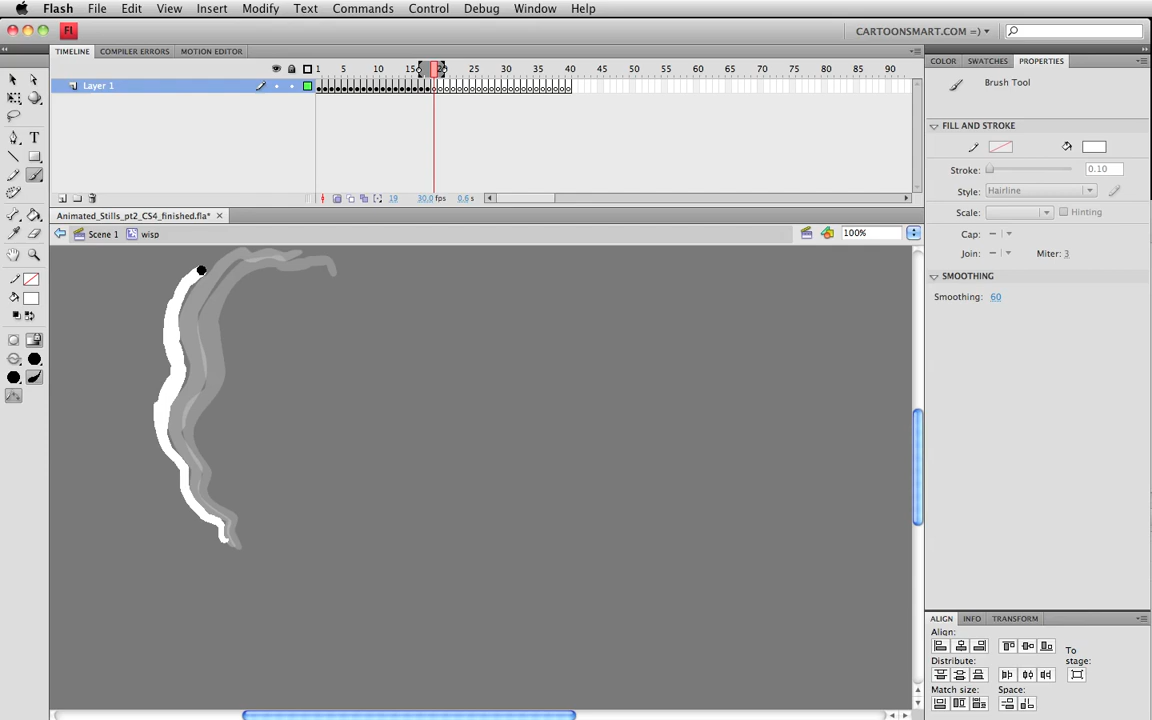 Flash File Edit View Insert Modify Text Commands Control Debug Window Help
Fl CARTOONSMART.COM =)
TIMELINE COMPILER ERRORS MOTION EDITOR
1 5 10 15 20 25 30 35 40 45 50 55 60 65 70 75 80 85 90
Layer 1
19 30.0 fps 0.6 s
Animated_Stills_pt2_CS4_finished.fla*
Scene 1 wisp 100%
T
COLOR SWATCHES PROPERTIES
Brush Tool
FILL AND STROKE
Stroke: 0.10
Style: Hairline
Scale: Hinting
Cap:
Join: Miter: 3
SMOOTHING
Smoothing: 60
ALIGN INFO TRANSFORM
Align:
To
stage:
Distribute:
Match size: Space: